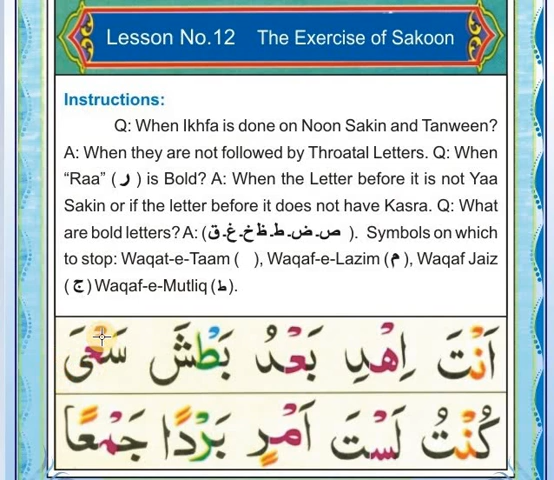 Lesson No.12 The Exercise of Sakoon
Instructions:
Q: When Ikhfa is done on Noon Sakin and Tanween?
A: When they are not followed by Throatal Letters. Q: When
“Raa” ( ر ) is Bold? A: When the Letter before it is not Yaa
Sakin or if the letter before it does not have Kasra. Q: What
are bold letters? A: (ص-ض-ط-ظ-خ-غ-ق ). Symbols on which
to stop: Waqat-e-Taam ( ), Waqaf-e-Lazim (م), Waqaf Jaiz
(ج) Waqaf-e-Mutliq (ط).
اَنْتَ اِهْدِ بَعْدُ بَطْشَ سَعْىَ
كُنْتُ لَسْتَ اَمْرٍ بَرْدًا جَمْعًا